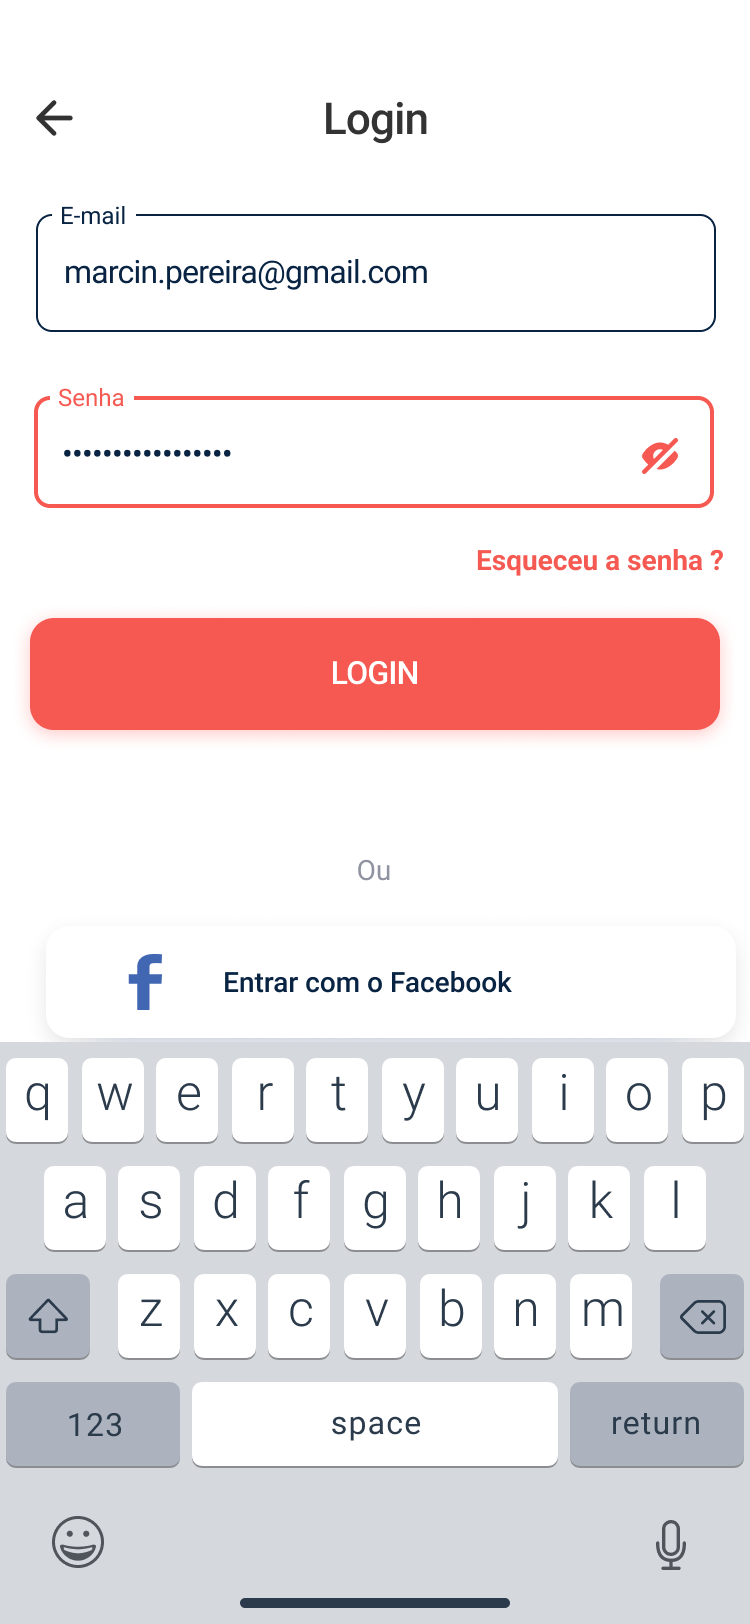 Login
E-mail
marcin.pereira@gmail.com
Senha
•••••••••••••••••
Esqueceu a senha ?
LOGIN
Ou
f Entrar com o Facebook
q w e r t y u i o p
a s d f g h j k l
z x c v b n m
123 space return